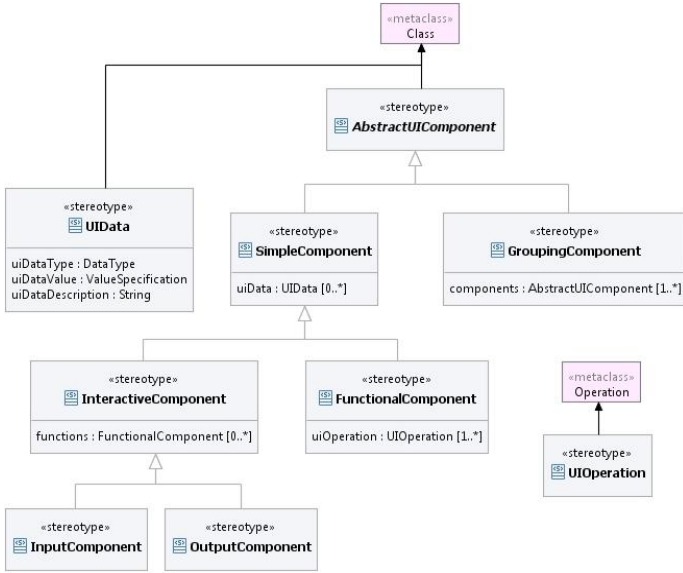 «metaclass»
Class
«stereotype»
AbstractUIComponent
«stereotype»
UIData
uiDataType : DataType
uiDataValue : ValueSpecification
uiDataDescription : String
«stereotype»
SimpleComponent
uiData : UIData [0..*]
«stereotype»
GroupingComponent
components : AbstractUIComponent [1..*]
«stereotype»
InteractiveComponent
functions : FunctionalComponent [0..*]
«stereotype»
FunctionalComponent
uiOperation : UIOperation [1..*]
«metaclass»
Operation
«stereotype»
UIOperation
«stereotype»
InputComponent
«stereotype»
OutputComponent